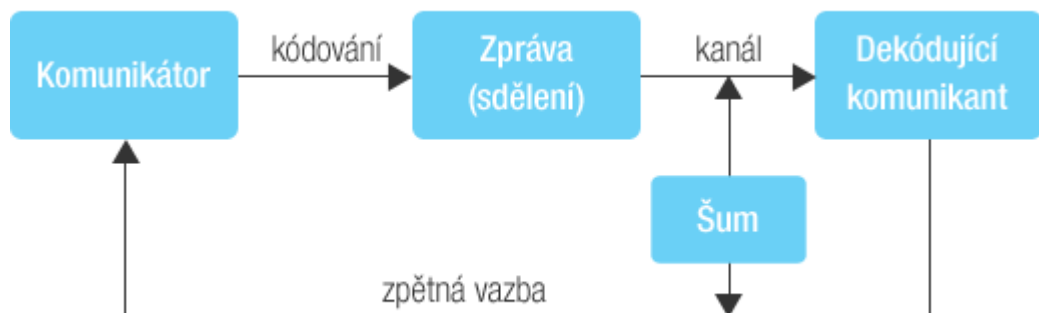 Komunikátor
kódování
Zpráva
(sdělení)
kanál
Dekódující
komunikant
Šum
zpětná vazba